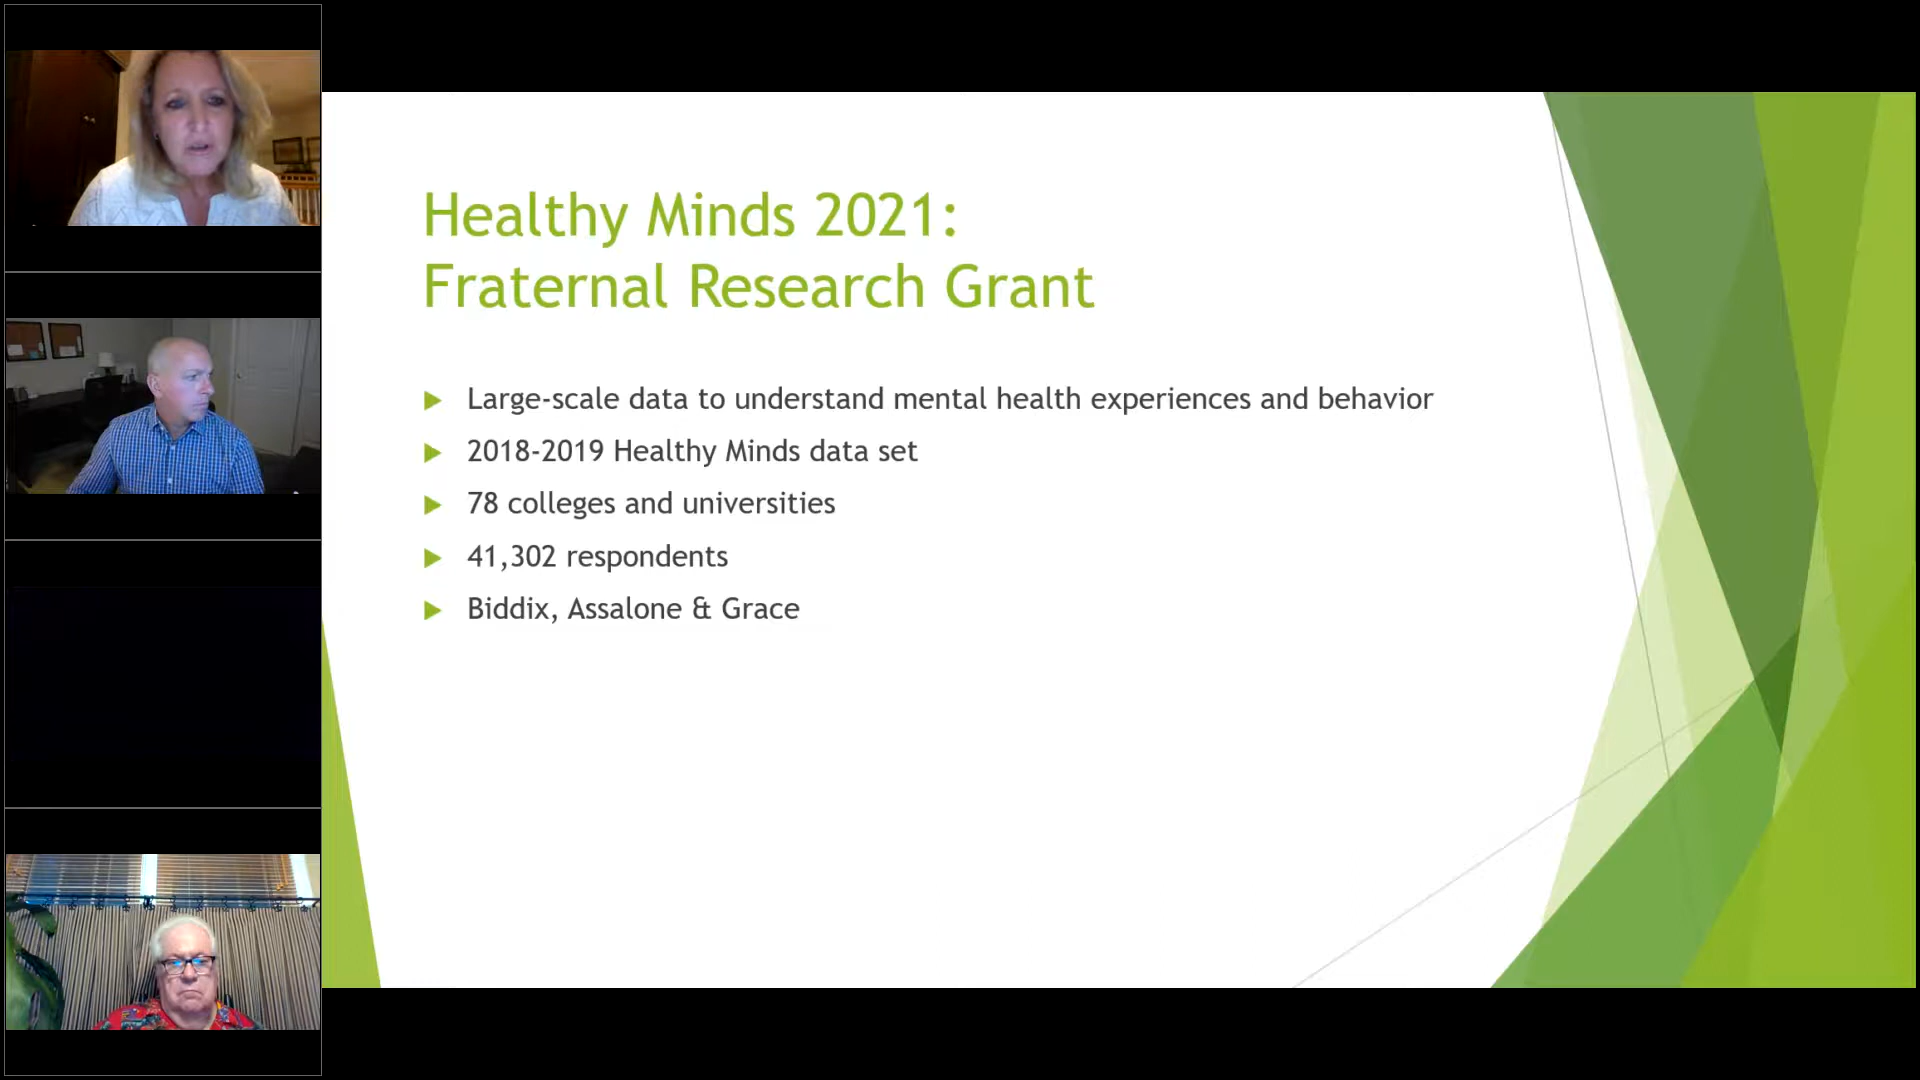 Healthy Minds 2021:
Fraternal Research Grant
Large-scale data to understand mental health experiences and behavior
2018-2019 Healthy Minds data set
78 colleges and universities
41,302 respondents
Biddix, Assalone & Grace